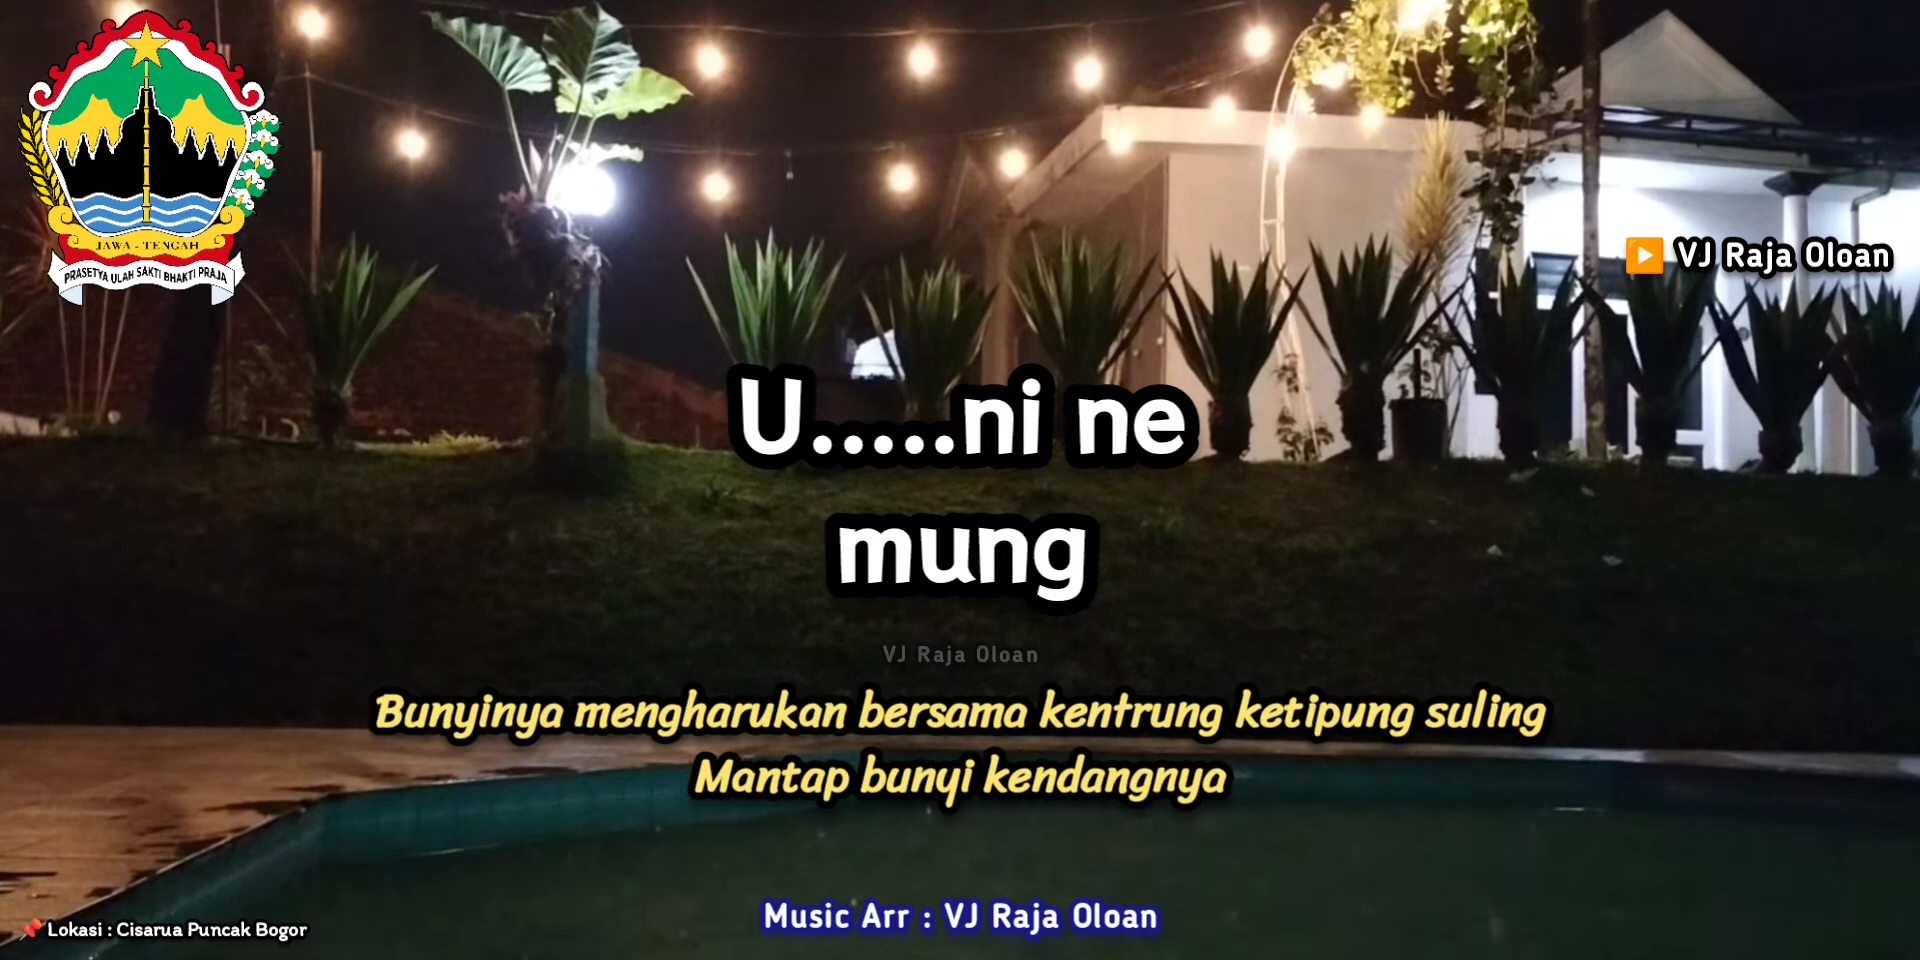 JAWA - TENGAH
PRASETYA ULAH SAKTI BHAKTI PRAJA
▶️ VJ Raja Oloan
U.....ni ne
mung
VJ Raja Oloan
Bunyinya mengharukan bersama kentrung ketipung suling
Mantap bunyi kendangnya
Music Arr : VJ Raja Oloan
📌 Lokasi : Cisarua Puncak Bogor